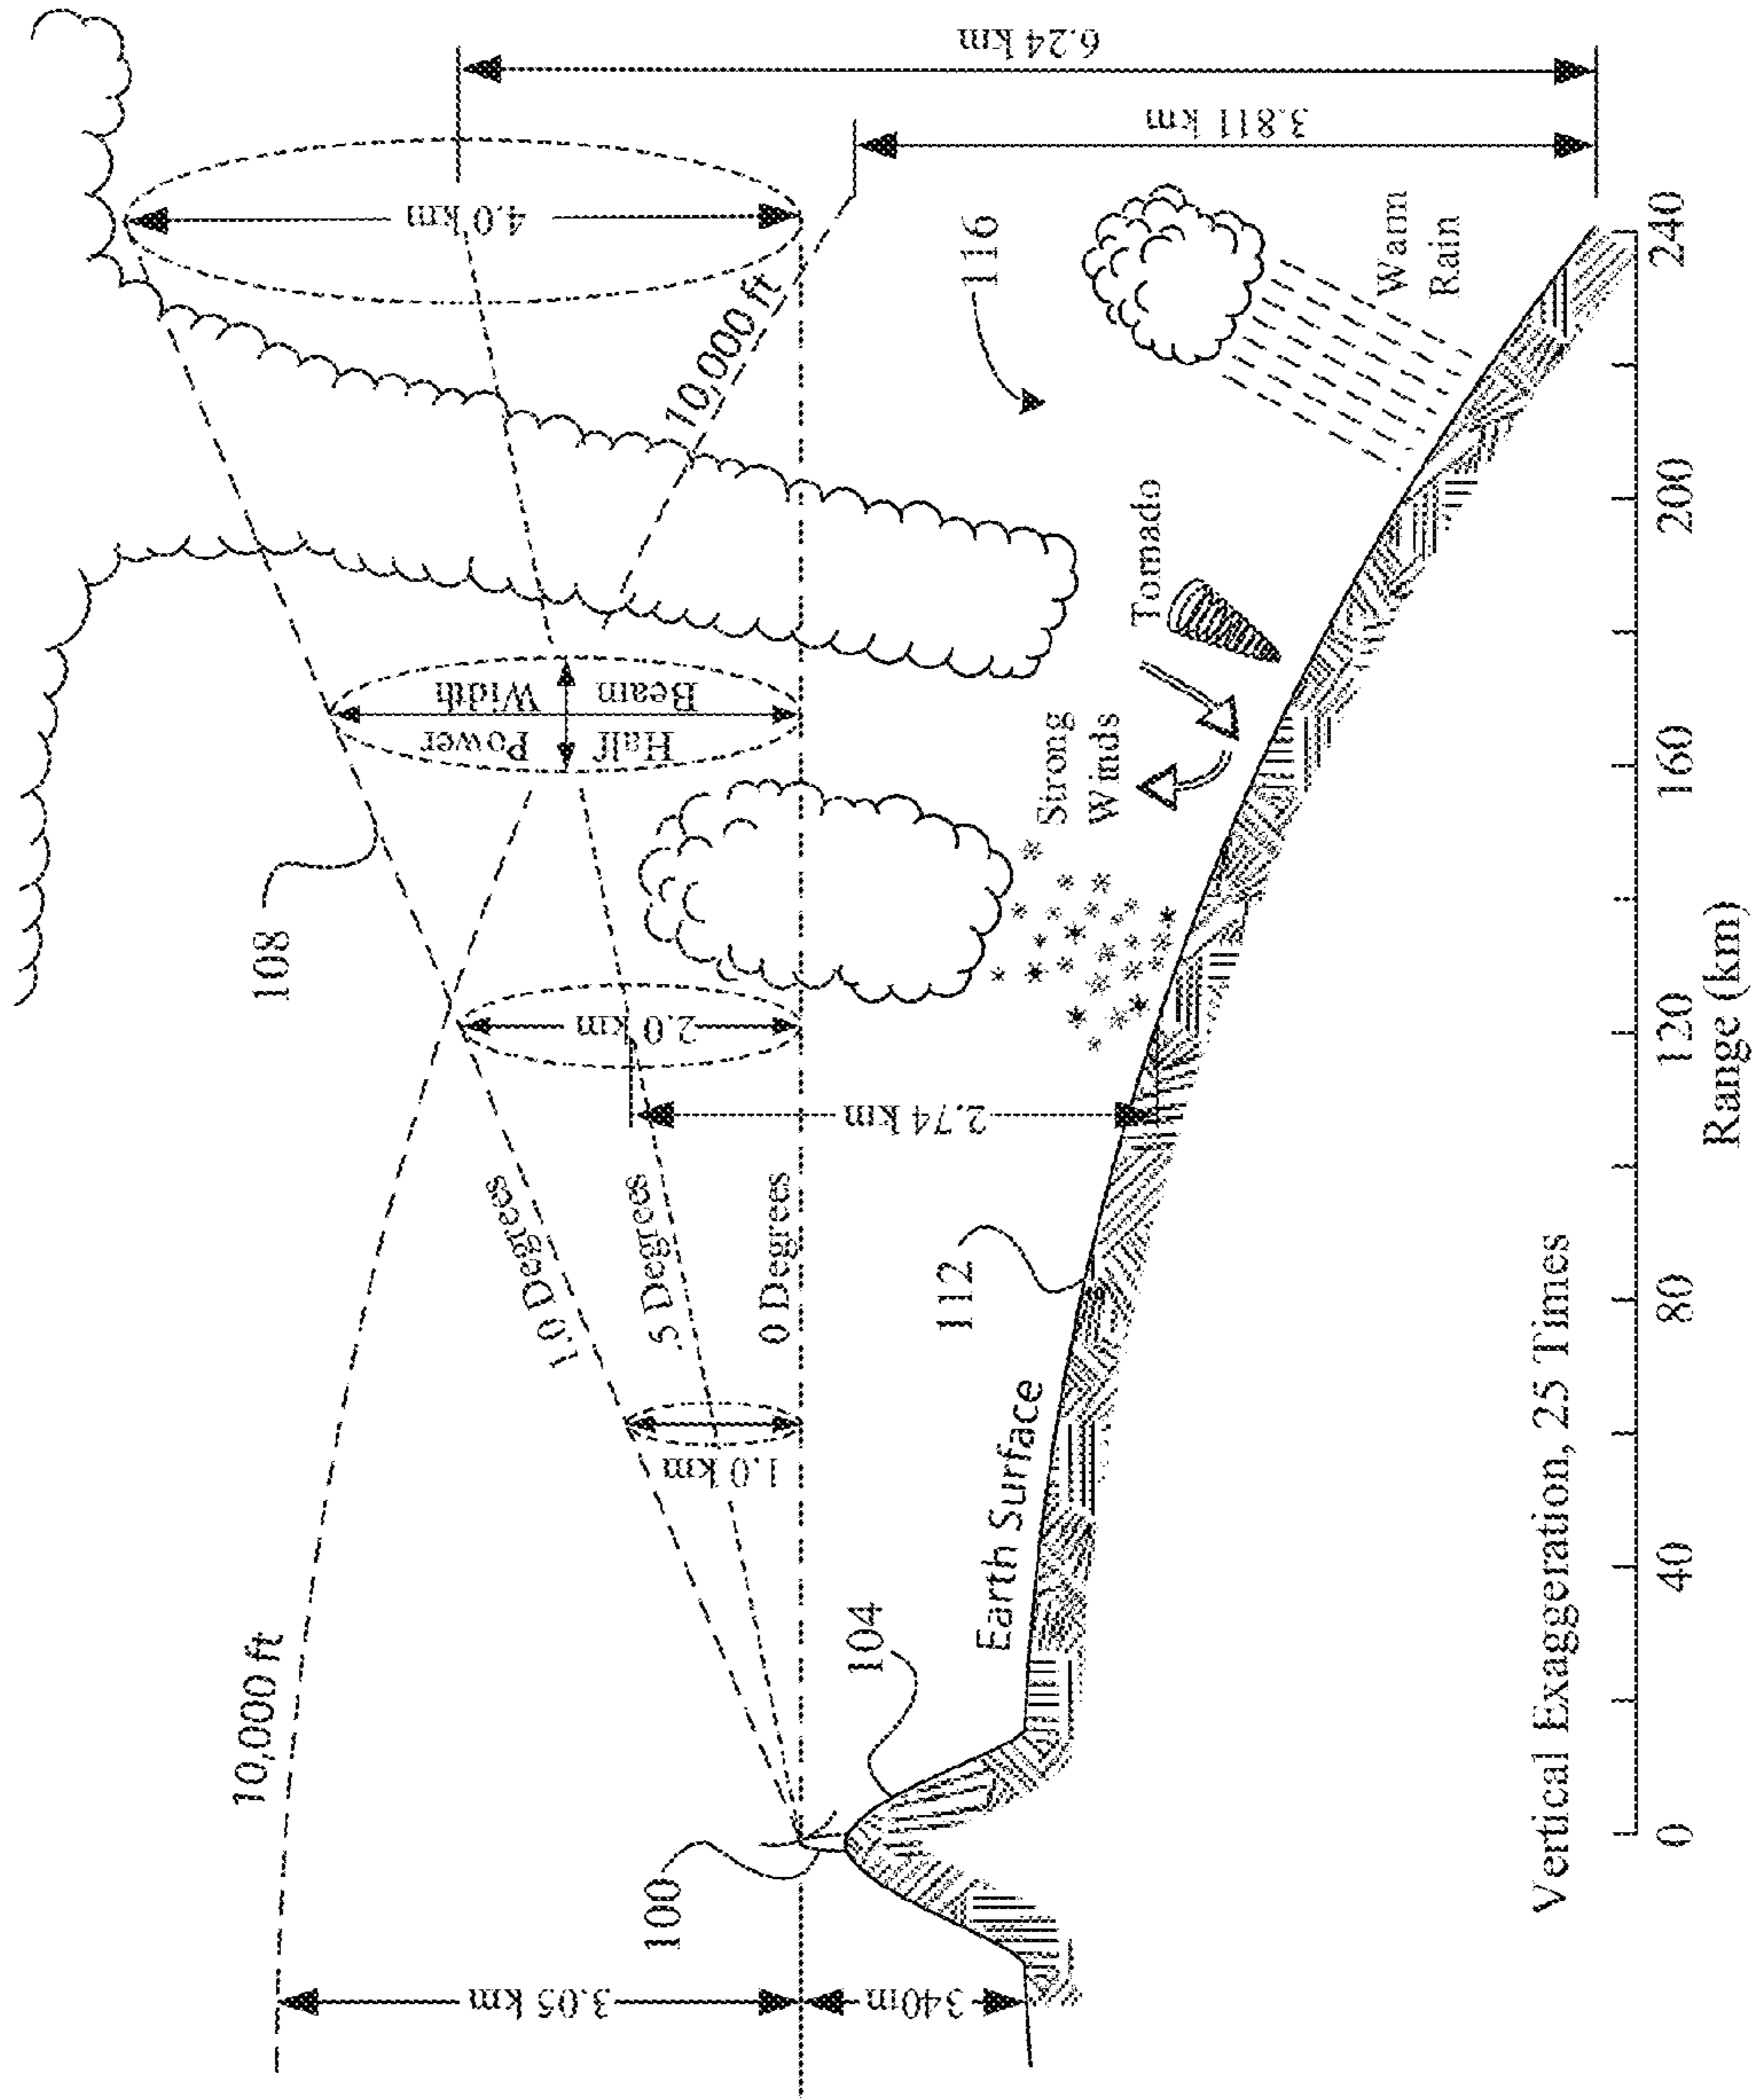 10,000 ft
108
4.0 km
6.24 km
3.811 km
10,000 ft
116
Half Power
Beam Width
2.0 km
1.0 Degrees
.5 Degrees
0 Degrees
2.74 km
1.0 km
3.05 km
340m
100
104
Earth Surface
112
Strong
Winds
Tornado
Warm
Rain
Vertical Exaggeration, 25 Times
0 40 80 120 160 200 240
Range (km)